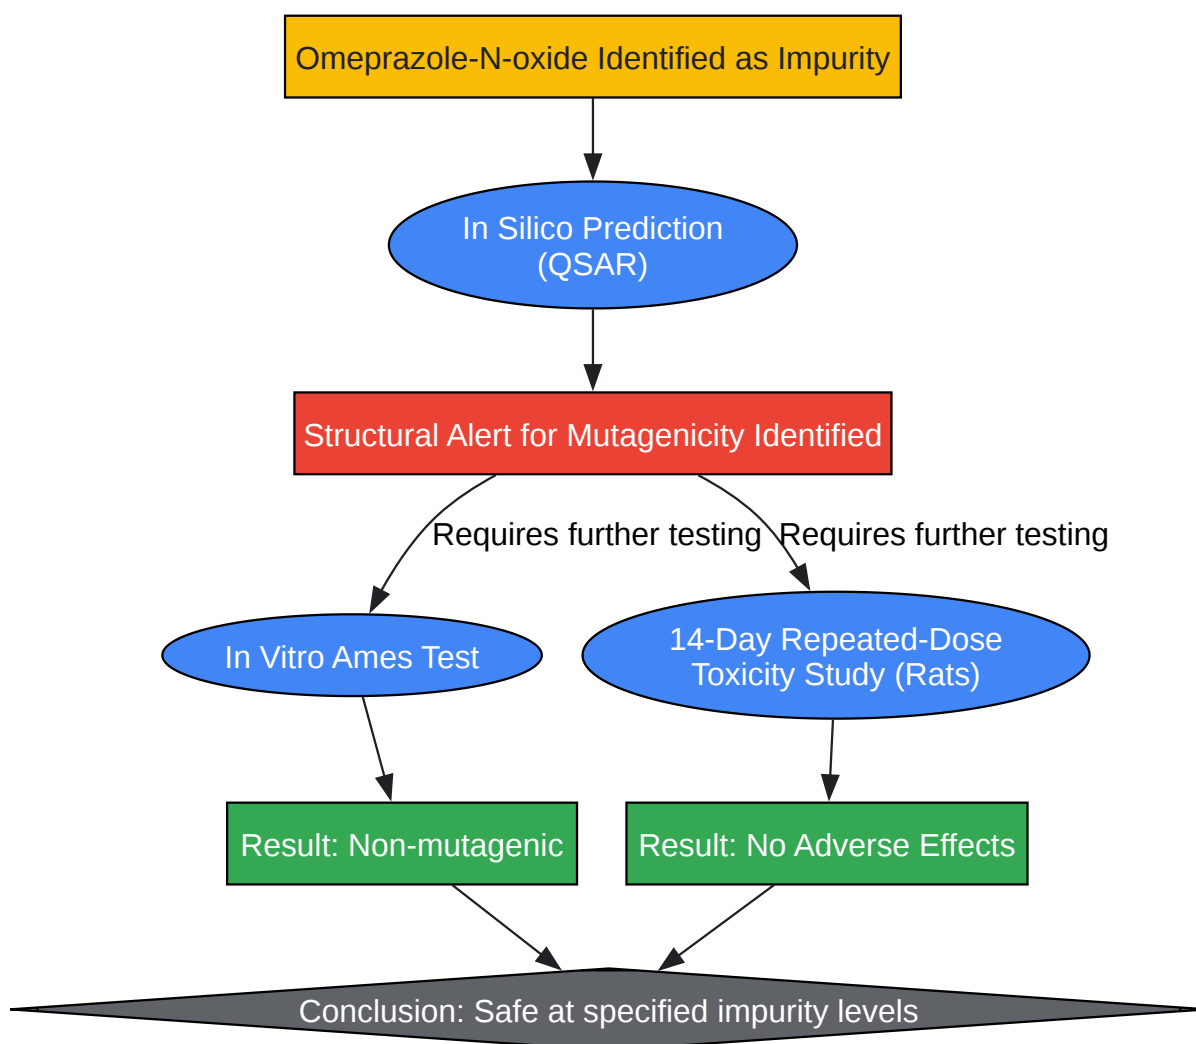 Omeprazole-N-oxide Identified as Impurity
In Silico Prediction
(QSAR)
Structural Alert for Mutagenicity Identified
Requires further testing
Requires further testing
In Vitro Ames Test
14-Day Repeated-Dose
Toxicity Study (Rats)
Result: Non-mutagenic
Result: No Adverse Effects
Conclusion: Safe at specified impurity levels